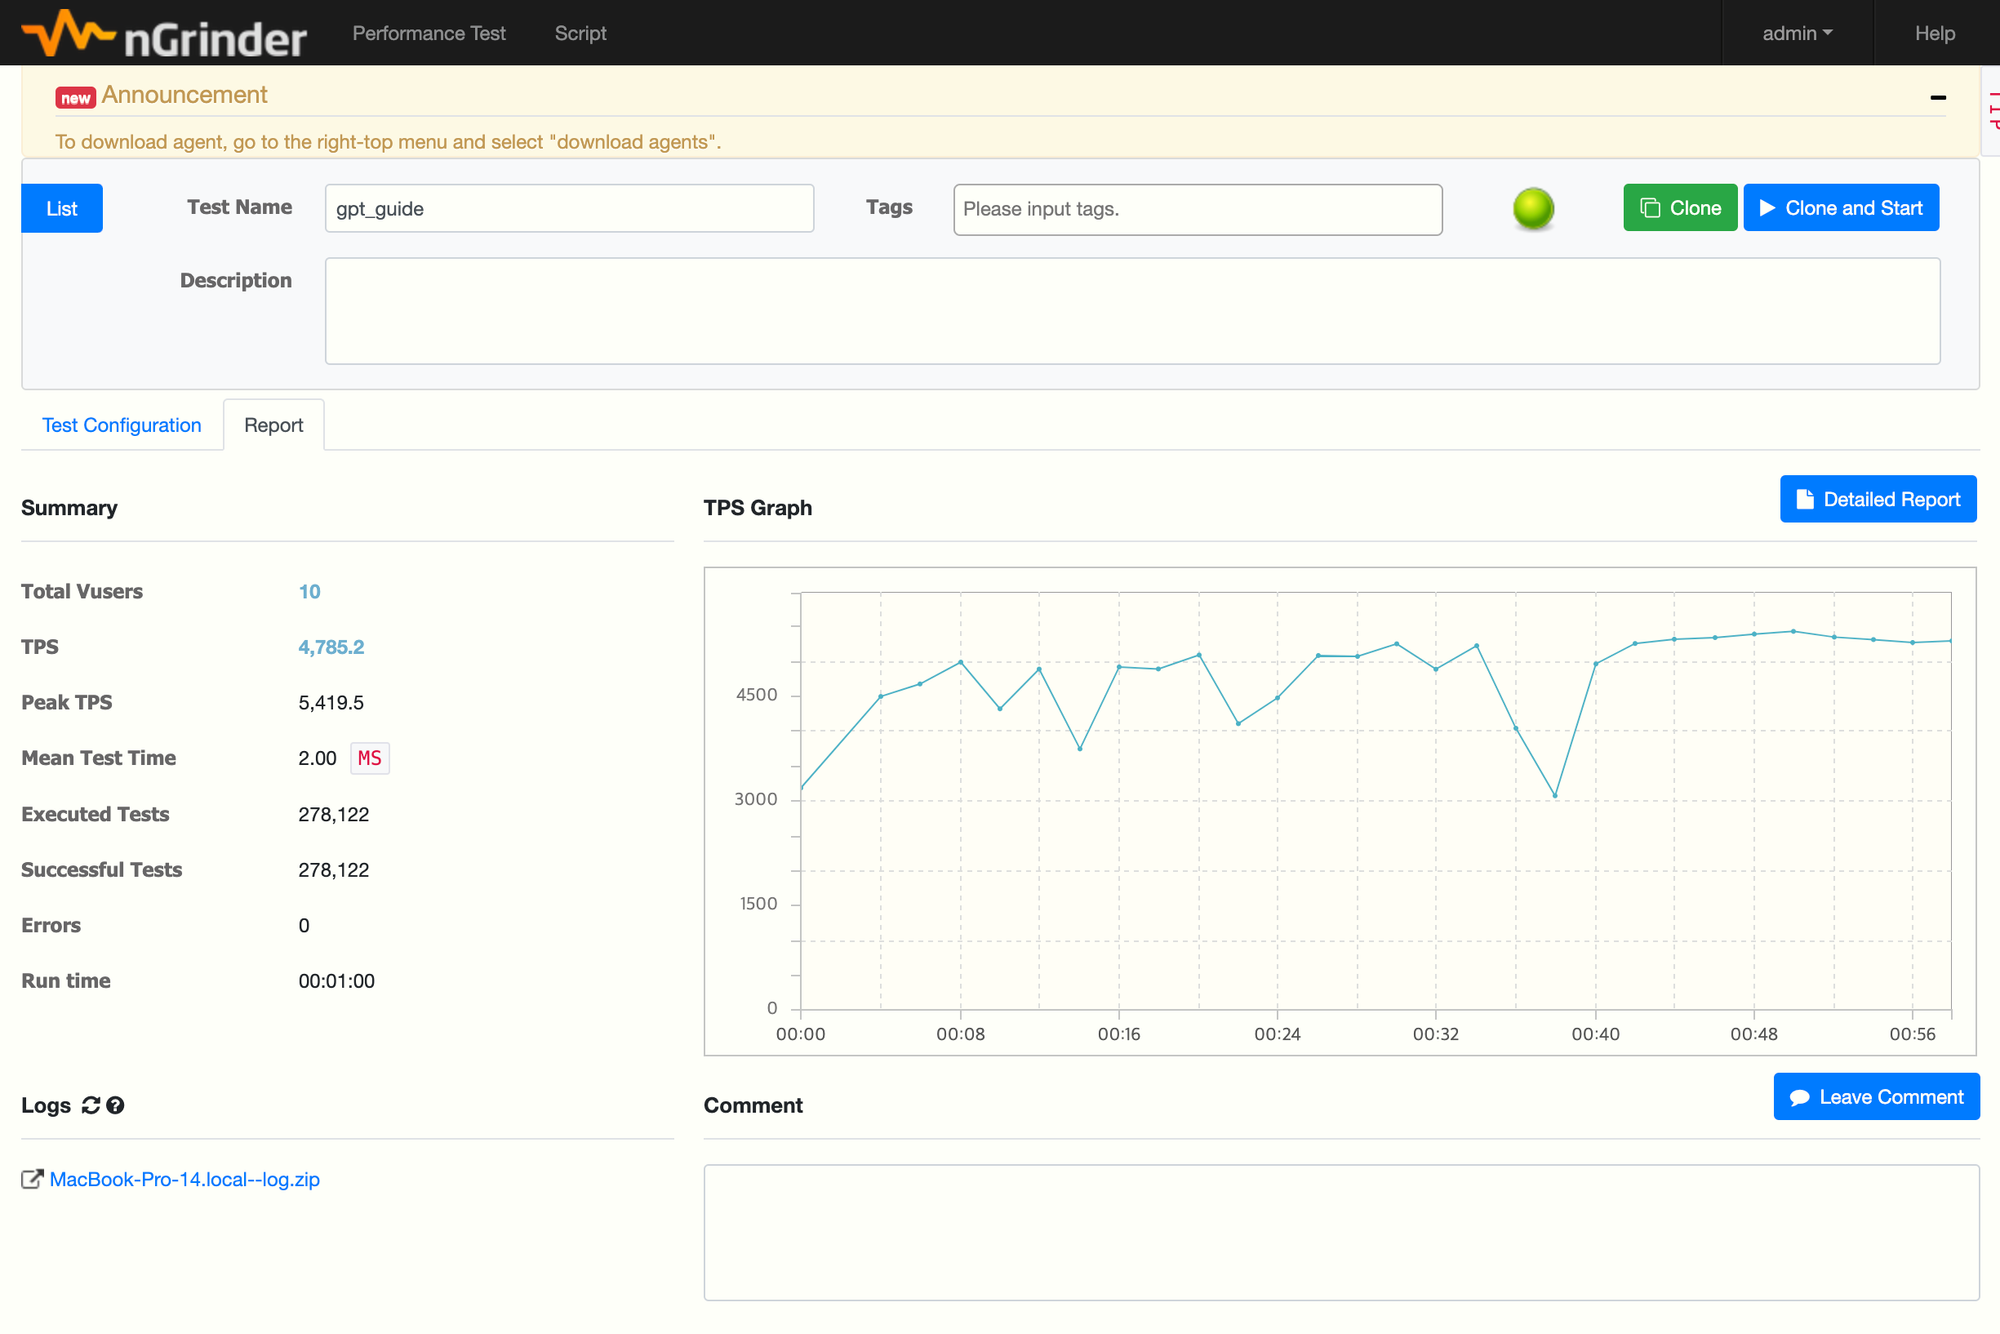 nGrinder Performance Test Script admin Help
new Announcement
To download agent, go to the right-top menu and select "download agents".
TIP
List Test Name gpt_guide Tags Please input tags. Clone Clone and Start
Description
Test Configuration Report
Summary
Total Vusers 10
TPS 4,785.2
Peak TPS 5,419.5
Mean Test Time 2.00 MS
Executed Tests 278,122
Successful Tests 278,122
Errors 0
Run time 00:01:00
TPS Graph Detailed Report
4500
3000
1500
0
00:00 00:08 00:16 00:24 00:32 00:40 00:48 00:56
Logs
MacBook-Pro-14.local--log.zip
Comment Leave Comment